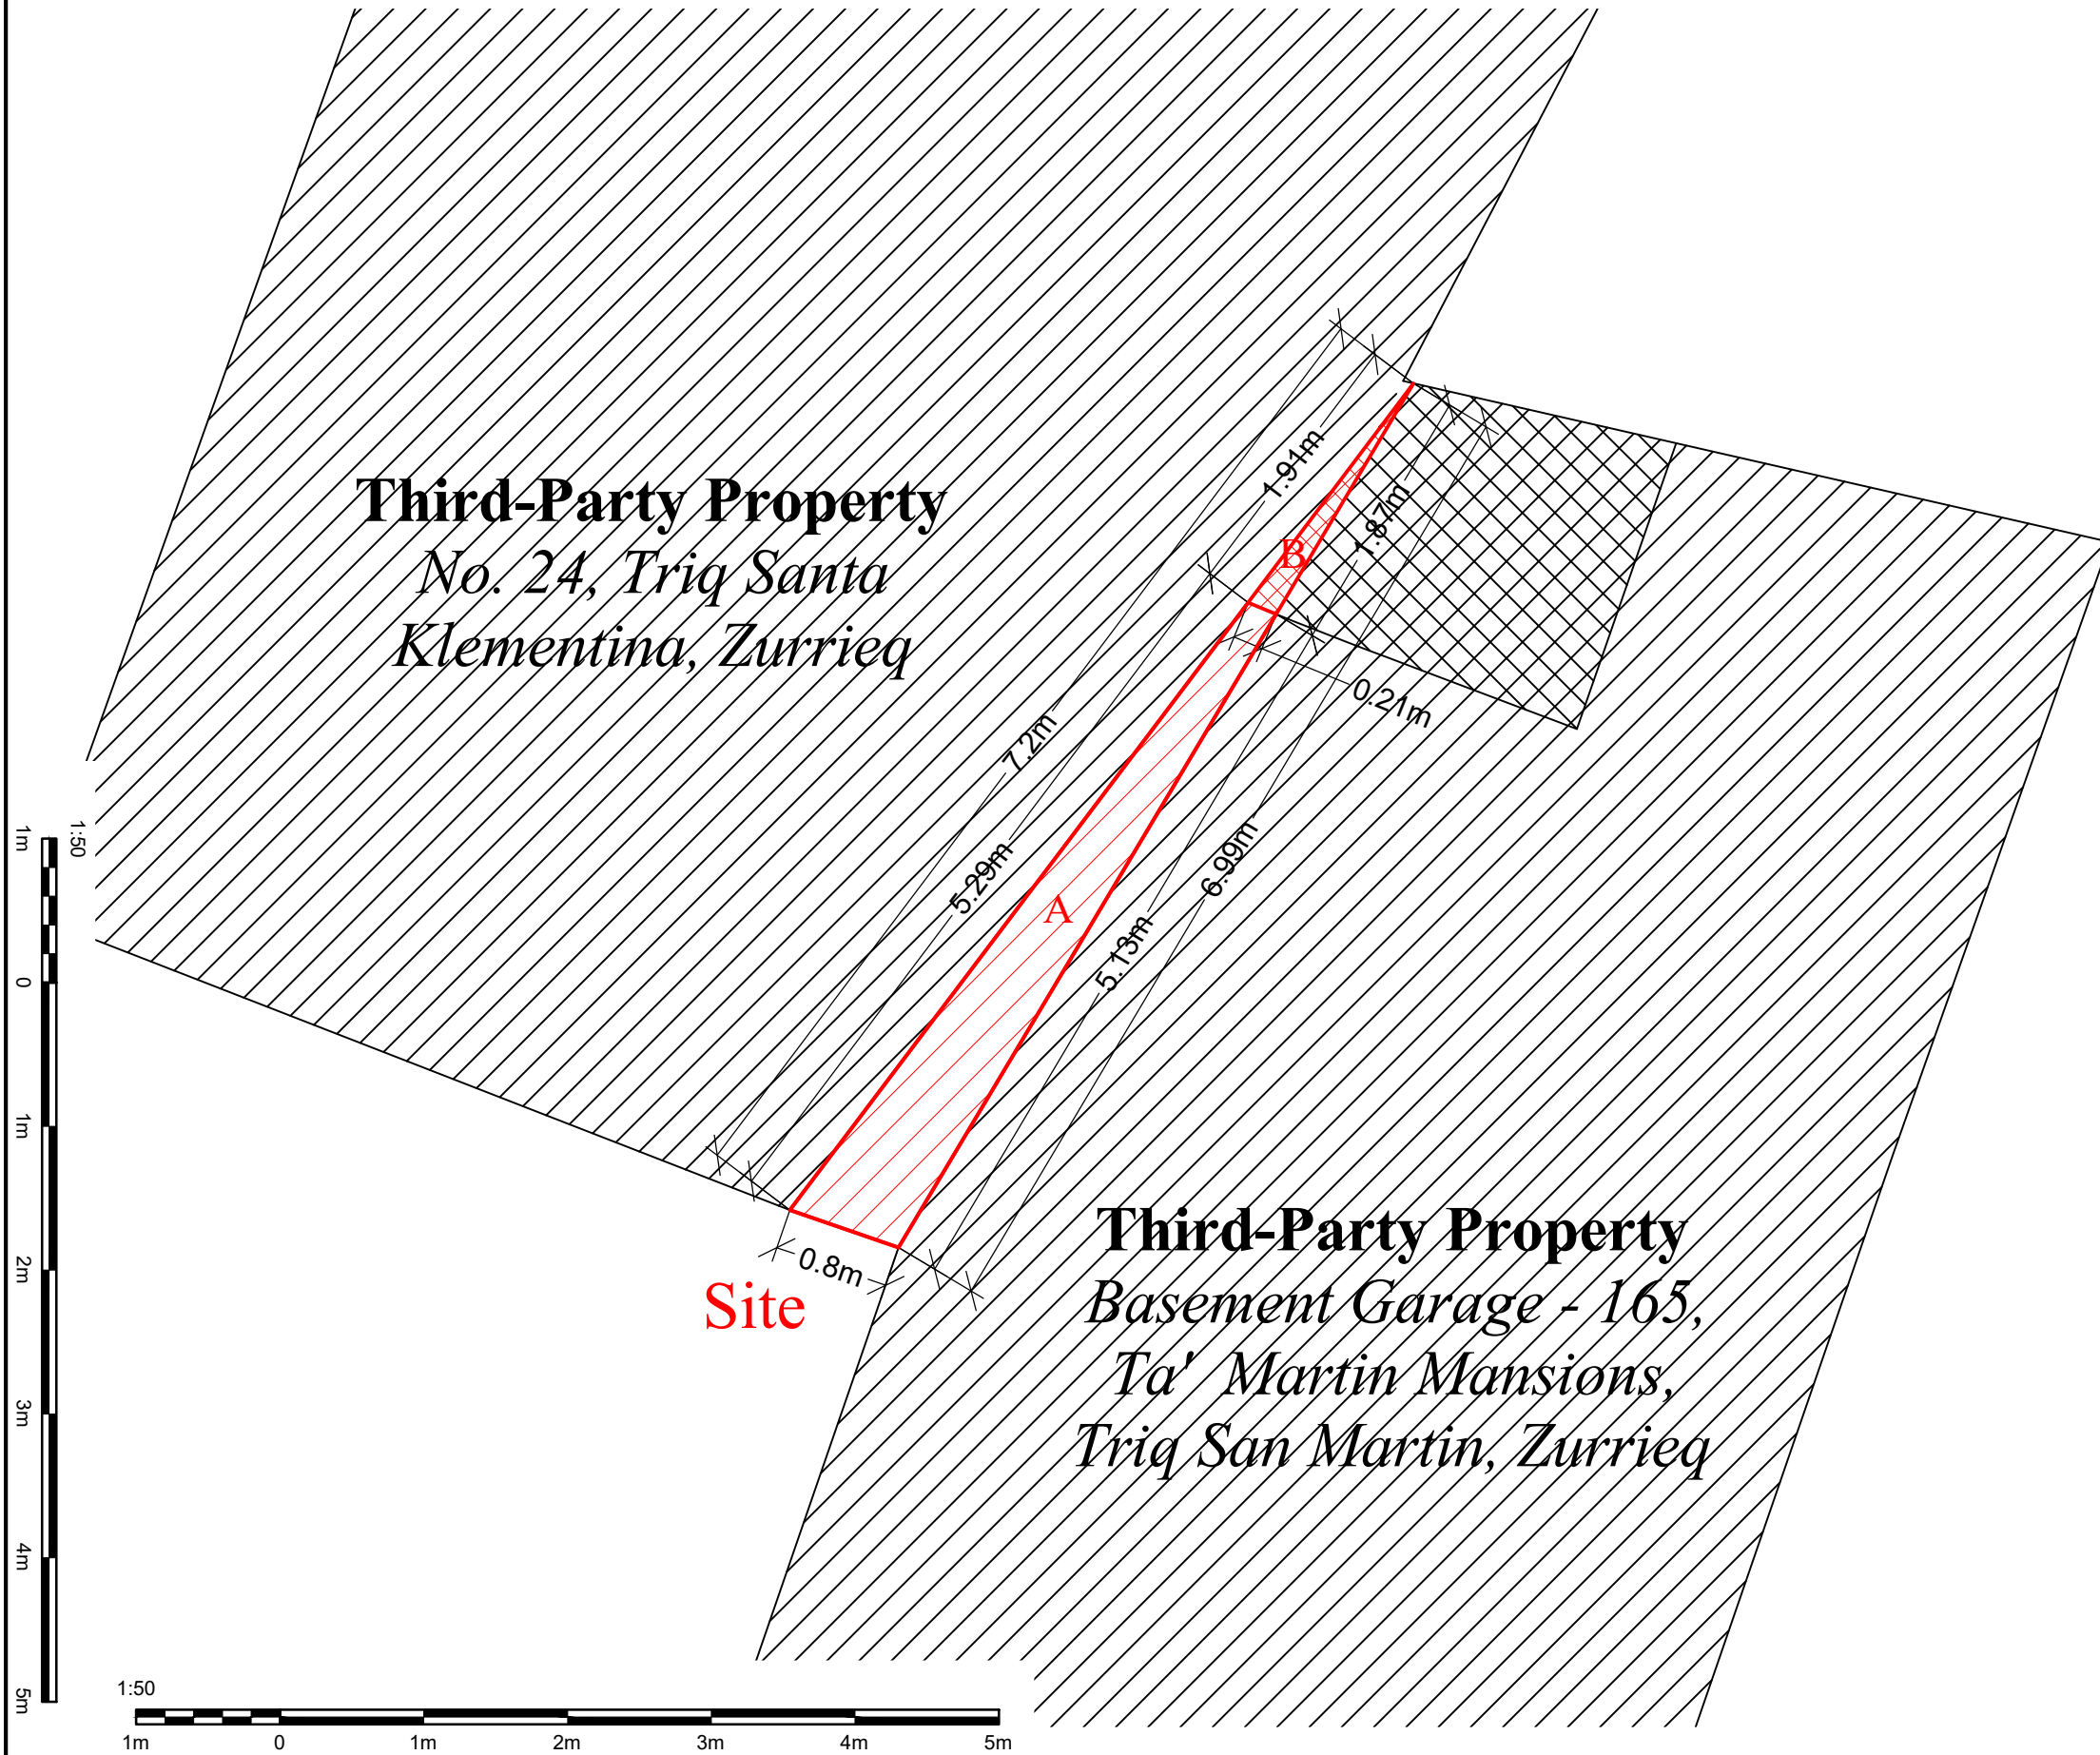 Third-Party Property
No. 24, Triq Santa
Klementina, Zurrieq
1.91m
1.87m
B
0.21m
7.2m
5.29m
A
6.99m
5.13m
0.8m
Site
Third-Party Property
Basement Garage - 165,
Ta' Martin Mansions,
Triq San Martin, Zurrieq
1:50
1m
0
1m
2m
3m
4m
5m
1:50
1m
0
1m
2m
3m
4m
5m